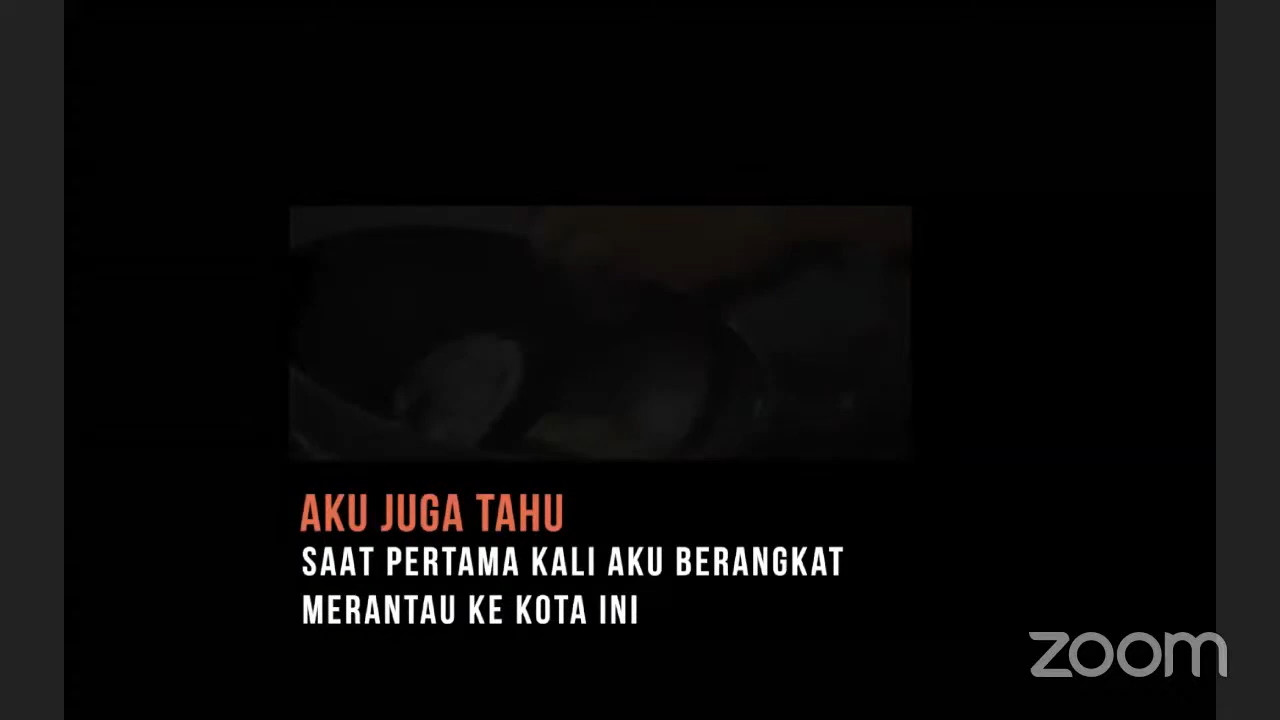 AKU JUGA TAHU
SAAT PERTAMA KALI AKU BERANGKAT
MERANTAU KE KOTA INI
zoom